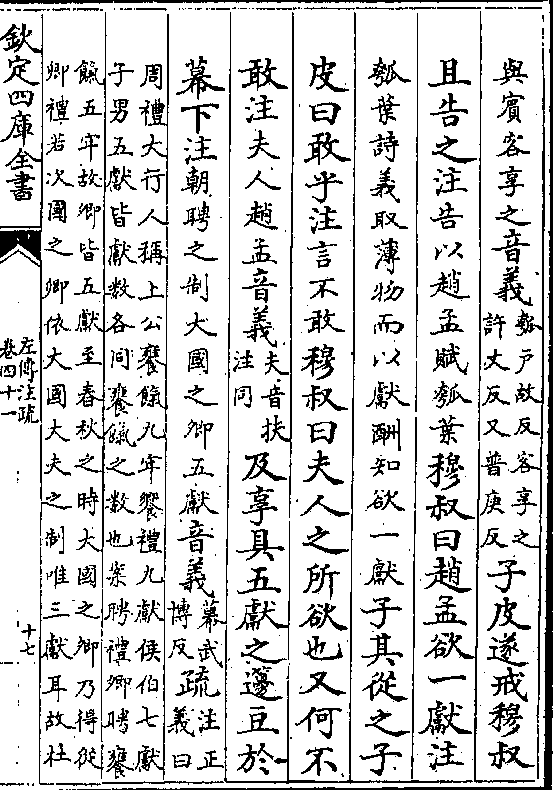 與賓客享之音義瓠戶故反客享之許丈反又普庚反子皮遂戒穆叔
且告之注告以趙孟賦瓠葉穆叔曰趙孟欲一獻注
瓠葉詩義取薄物而以獻酬知欲一獻子其從之子
皮曰敢乎注言不敢穆叔曰夫人之所欲也又何不
敢注夫人趙孟音義夫音扶注同及享具五獻之邊豆於
幕下注朝聘之制大國之卿五獻音義幕武博反疏注正義曰
周禮大行人稱上公饔餼九牢饗禮九獻侯伯七獻
子男五獻皆獻數各同饔餼之數也案聘禮卿聘饔
餼五牢故卿皆五獻至春秋之時大國之卿乃得從
卿禮若次國之卿依大國大夫之制唯三獻耳故杜
欽定四庫全書
左傳注疏
卷四十一
十七